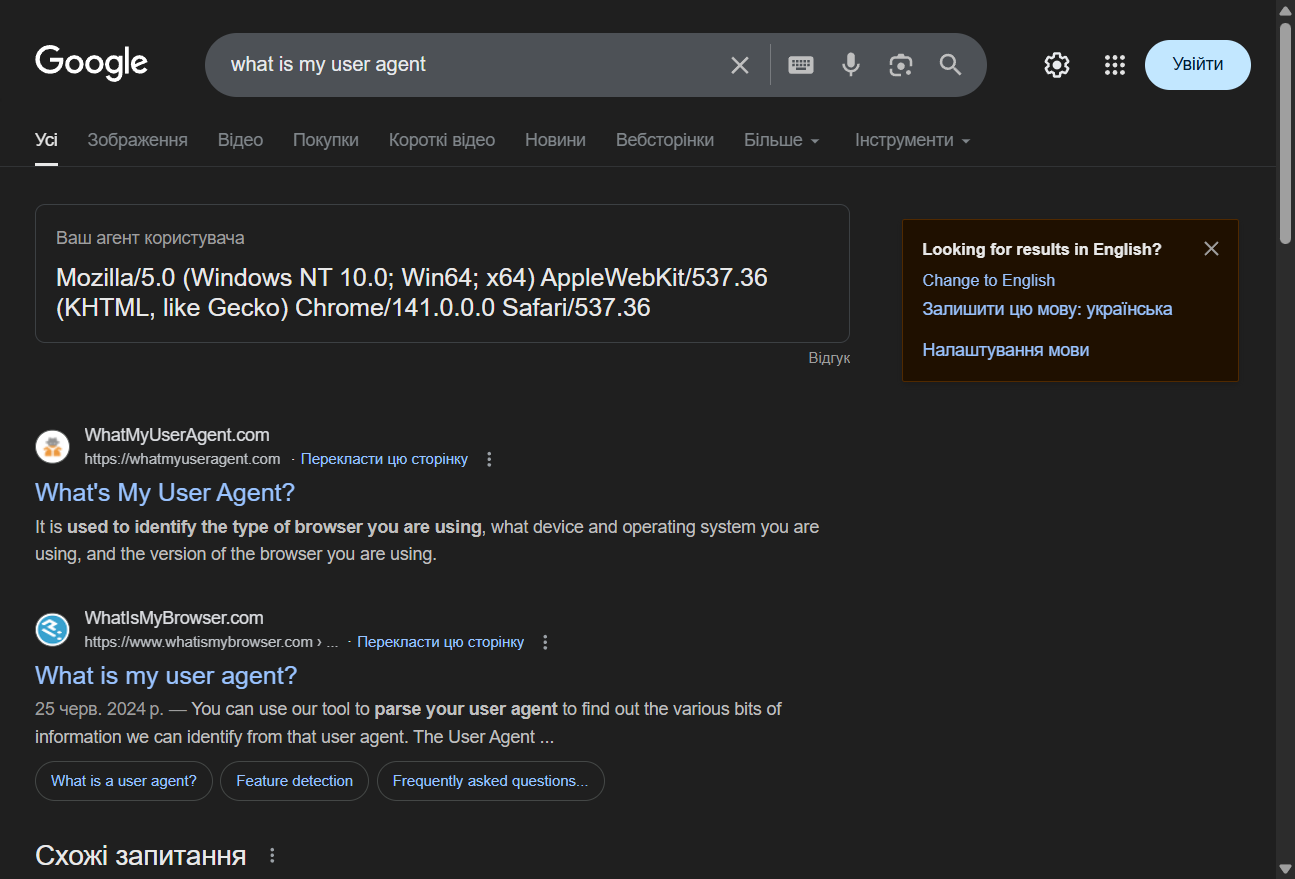 Google
what is my user agent
Увійти
Усі Зображення Відео Покупки Короткі відео Новини Вебсторінки Більше Інструменти
Ваш агент користувача
Mozilla/5.0 (Windows NT 10.0; Win64; x64) AppleWebKit/537.36
(KHTML, like Gecko) Chrome/141.0.0.0 Safari/537.36
Відгук
Looking for results in English?
Change to English
Залишити цю мову: українська
Налаштування мови
WhatMyUserAgent.com
https://whatmyuseragent.com · Перекласти цю сторінку
What's My User Agent?
It is used to identify the type of browser you are using, what device and operating system you are
using, and the version of the browser you are using.
WhatIsMyBrowser.com
https://www.whatismybrowser.com › ... · Перекласти цю сторінку
What is my user agent?
25 черв. 2024 р. — You can use our tool to parse your user agent to find out the various bits of
information we can identify from that user agent. The User Agent ...
What is a user agent? Feature detection Frequently asked questions...
Схожі запитання